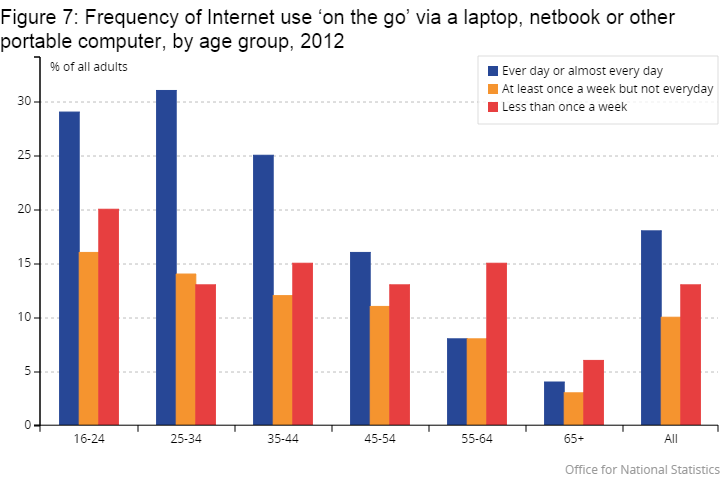 Figure 7: Frequency of Internet use ‘on the go’ via a laptop, netbook or other
portable computer, by age group, 2012
% of all adults
Ever day or almost every day
At least once a week but not everyday
Less than once a week
30
25
20
15
10
5
0
16-24 25-34 35-44 45-54 55-64 65+ All
Office for National Statistics